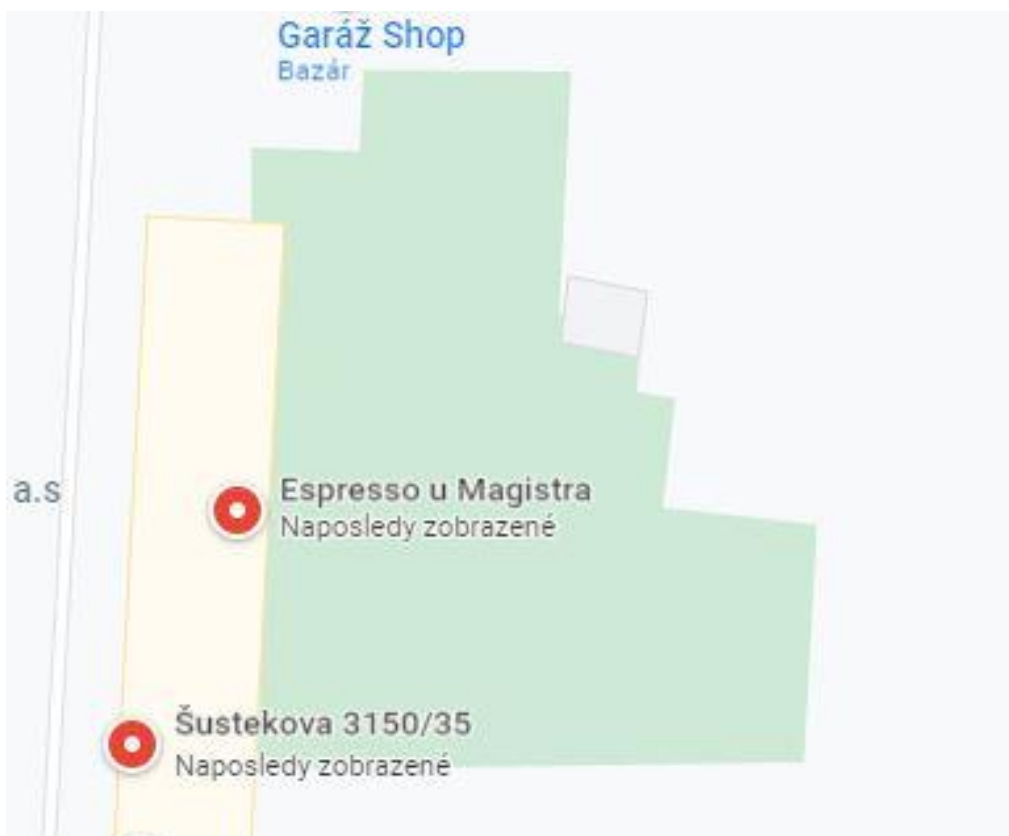 Garáž Shop
Bazár
a.s
Espresso u Magistra
Naposledy zobrazené
Šustekova 3150/35
Naposledy zobrazené